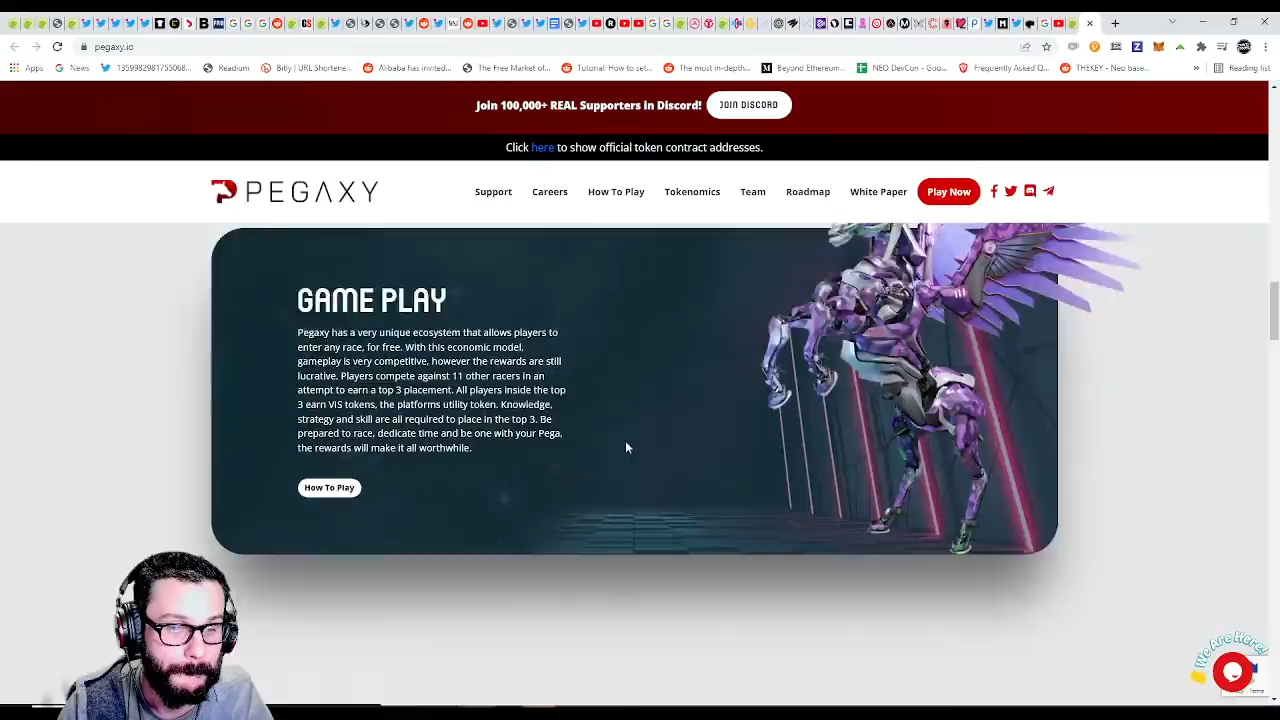 pegaxy.io
Apps
News
1359982981755068...
Readium
Bitly | URL Shortene...
Alibaba has invited...
The Free Market of...
Tutorial: How to set...
The most in-depth...
Beyond Ethereum...
NEO DevCon - Goo...
Frequently Asked Q...
THEKEY - Neo base...
»
Reading list
Join 100,000+ REAL Supporters in Discord! JOIN DISCORD
Click here to show official token contract addresses.
PEGAXY
Support Careers How To Play Tokenomics Team Roadmap White Paper Play Now
GAME PLAY
Pegaxy has a very unique ecosystem that allows players to
enter any race, for free. With this economic model,
gameplay is very competitive, however the rewards are still
lucrative. Players compete against 11 other racers in an
attempt to earn a top 3 placement. All players inside the top
3 earn VIS tokens, the platforms utility token. Knowledge,
strategy and skill are all required to place in the top 3. Be
prepared to race, dedicate time and be one with your Pega,
the rewards will make it all worthwhile.
How To Play
We Are Here!